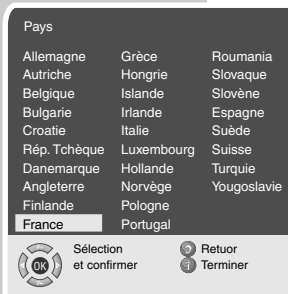 Pays
Allemagne Grèce Roumania
Autriche Hongrie Slovaque
Belgique Islande Slovène
Bulgarie Irlande Espagne
Croatie Italie Suède
Rép. Tchèque Luxembourg Suisse
Danemarque Hollande Turquie
Angleterre Norvège Yougoslavie
Finlande Pologne
France Portugal
Sélection Retuor
OK et confirmer i Terminer